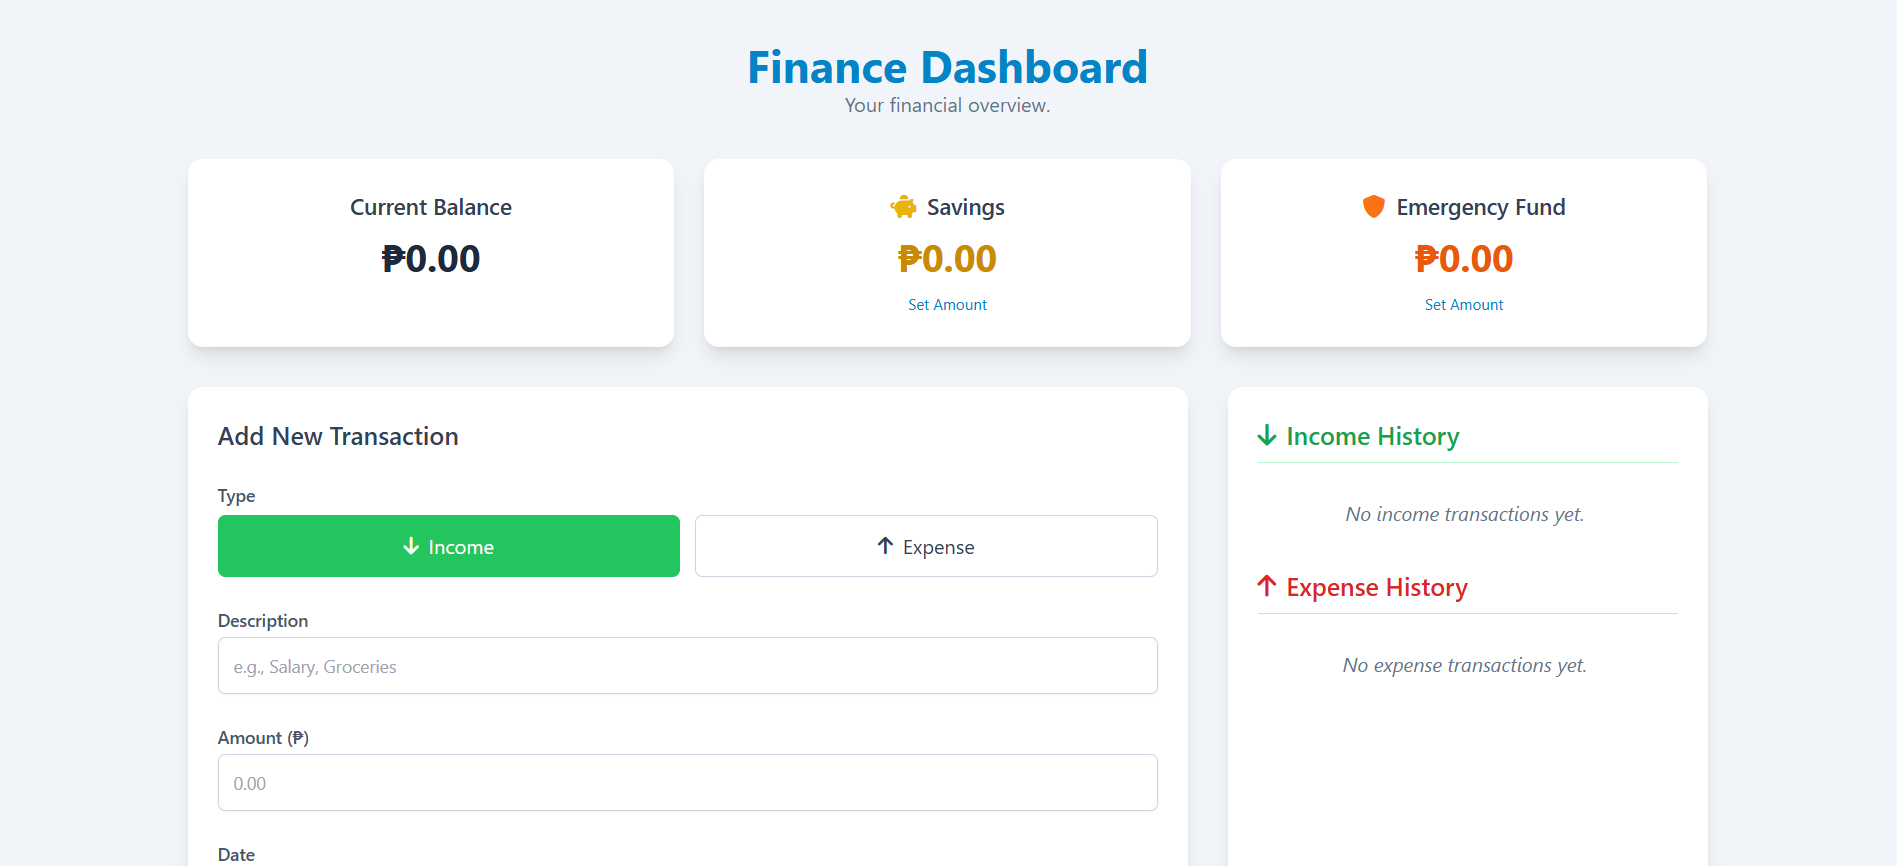 Finance Dashboard
Your financial overview.
Current Balance
₱0.00
Savings
₱0.00
Set Amount
Emergency Fund
₱0.00
Set Amount
Add New Transaction
Type
Income
Expense
Description
e.g., Salary, Groceries
Amount (₱)
0.00
Date
Income History
No income transactions yet.
Expense History
No expense transactions yet.